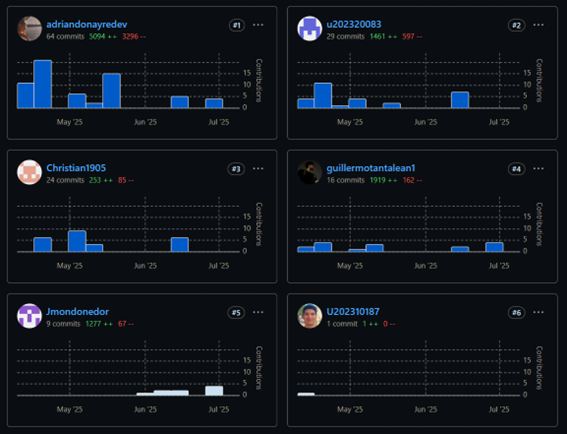 adriandonayredev #1 ...
64 commits 5094 ++ 3296 --
15
10
5
0
Contributions
May '25 Jun '25 Jul '25
u202320083 #2 ...
29 commits 1461 ++ 597 --
15
10
5
0
Contributions
May '25 Jun '25 Jul '25
Christian1905 #3 ...
24 commits 253 ++ 85 --
15
10
5
0
Contributions
May '25 Jun '25 Jul '25
guillermotantalean1 #4 ...
16 commits 1919 ++ 162 --
15
10
5
0
Contributions
May '25 Jun '25 Jul '25
Jmondonedor #5 ...
9 commits 1277 ++ 67 --
15
10
5
0
Contributions
May '25 Jun '25 Jul '25
U202310187 #6 ...
1 commit 1 ++ 0 --
15
10
5
0
Contributions
May '25 Jun '25 Jul '25